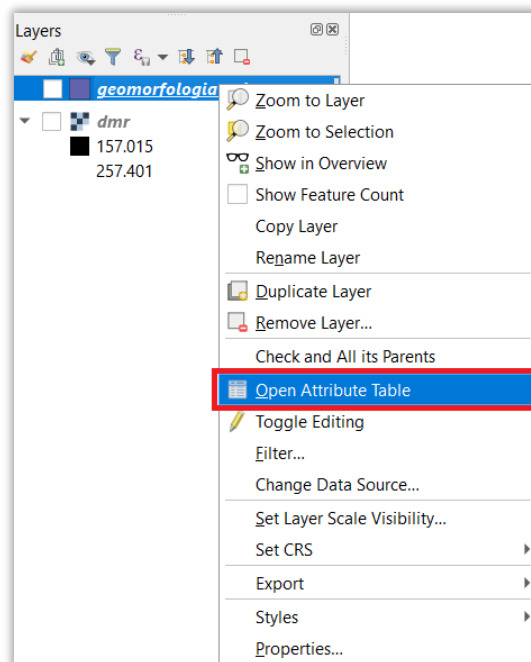 Layers
geomorfologia
dmr
157.015
257.401
Zoom to Layer
Zoom to Selection
Show in Overview
Show Feature Count
Copy Layer
Rename Layer
Duplicate Layer
Remove Layer...
Check and All its Parents
Open Attribute Table
Toggle Editing
Filter...
Change Data Source...
Set Layer Scale Visibility...
Set CRS
Export
Styles
Properties...